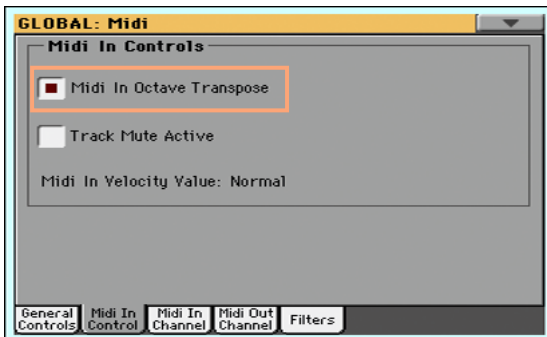 GLOBAL: Midi
Midi In Controls
Midi In Octave Transpose
Track Mute Active
Midi In Velocity Value: Normal
General Controls
Midi In Control
Midi In Channel
Midi Out Channel
Filters